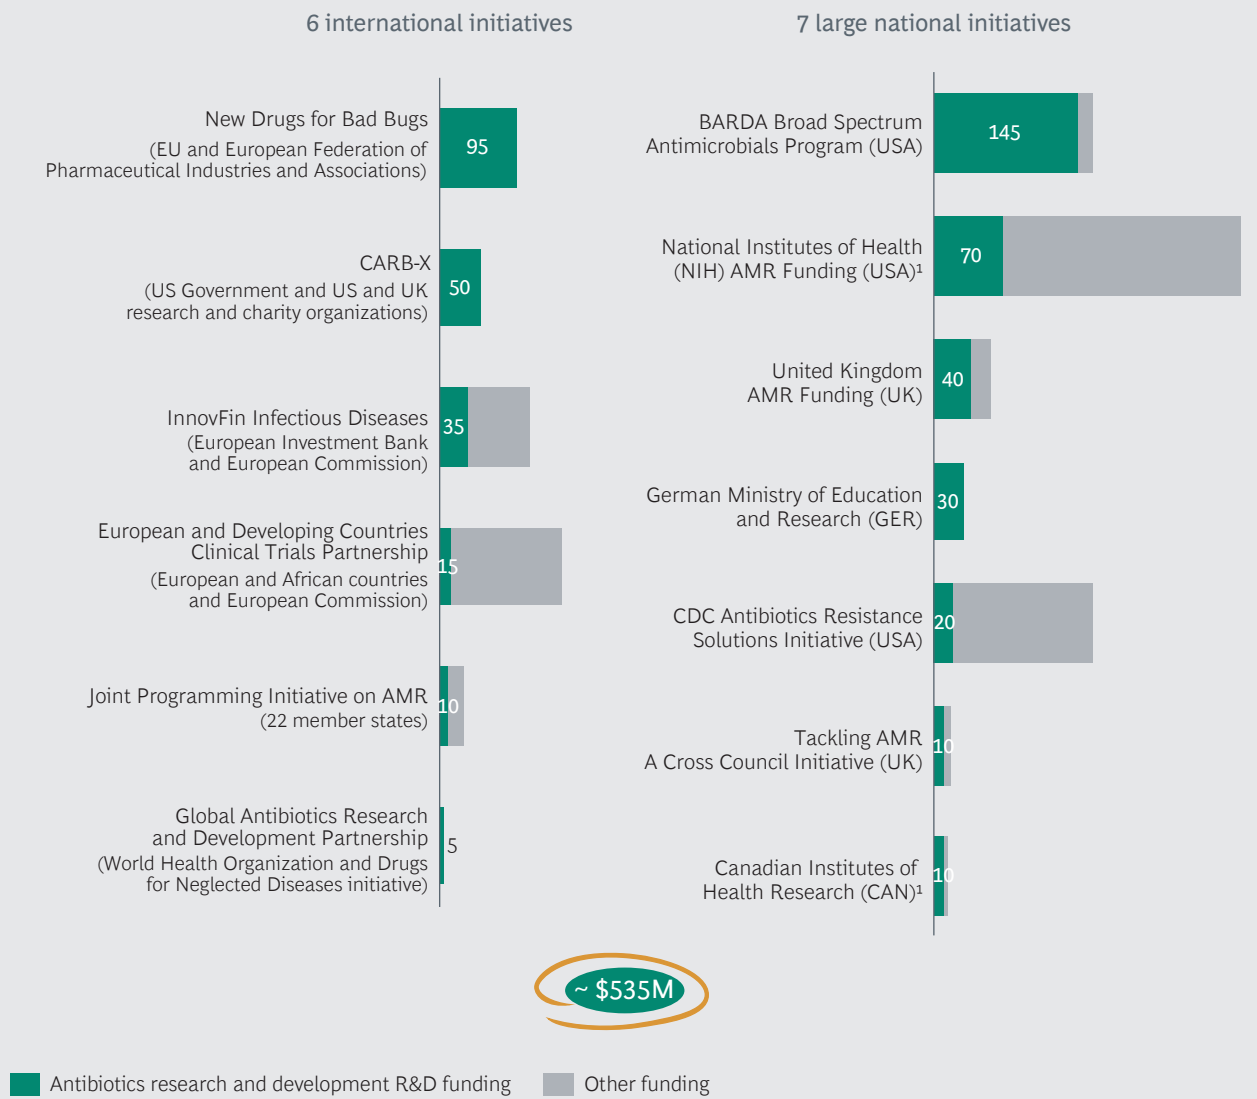 6 international initiatives
New Drugs for Bad Bugs
(EU and European Federation of
Pharmaceutical Industries and Associations)
95
CARB-X
(US Government and US and UK
research and charity organizations)
50
InnovFin Infectious Diseases
(European Investment Bank
and European Commission)
35
European and Developing Countries
Clinical Trials Partnership
(European and African countries
and European Commission)
15
Joint Programming Initiative on AMR
(22 member states)
10
Global Antibiotics Research
and Development Partnership
(World Health Organization and Drugs
for Neglected Diseases initiative)
5
7 large national initiatives
BARDA Broad Spectrum
Antimicrobials Program (USA)
145
National Institutes of Health
(NIH) AMR Funding (USA)¹
70
United Kingdom
AMR Funding (UK)
40
German Ministry of Education
and Research (GER)
30
CDC Antibiotics Resistance
Solutions Initiative (USA)
20
Tackling AMR
A Cross Council Initiative (UK)
10
Canadian Institutes of
Health Research (CAN)¹
10
~ $535M
Antibiotics research and development R&D funding
Other funding